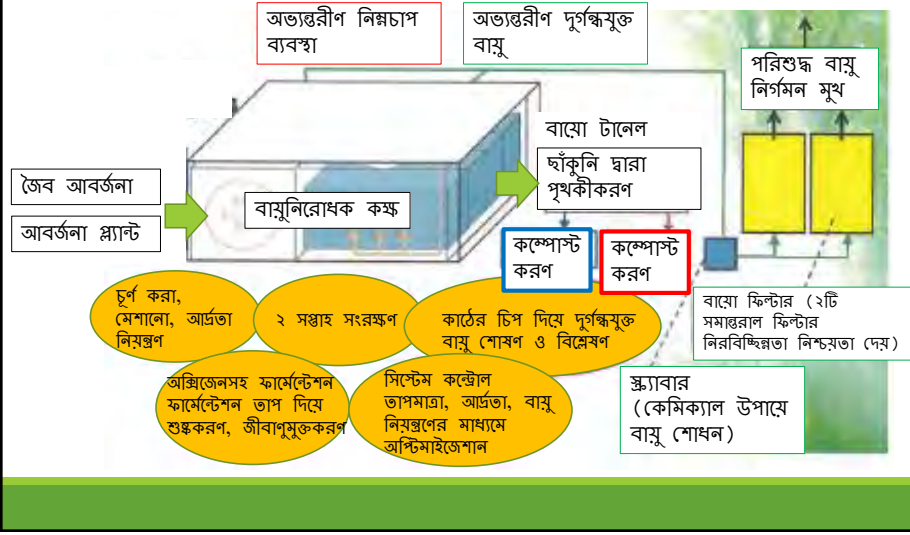 অভ্যন্তরীণ নিম্নচাপ
ব্যবস্থা
অভ্যন্তরীণ দুর্গন্ধযুক্ত
বায়ু
পরিশুদ্ধ বায়ু
নির্গমন মুখ
বায়ো টানেল
ছাঁকুনি দ্বারা
পৃথকীকরণ
জৈব আবর্জনা
আবর্জনা প্ল্যান্ট
বায়ুনিরোধক কক্ষ
কম্পোস্ট
করণ
কম্পোস্ট
করণ
চূর্ণ করা,
মেশানো, আর্দ্রতা
নিয়ন্ত্রণ
২ সপ্তাহ সংরক্ষণ
কাঠের চিপ দিয়ে দুর্গন্ধযুক্ত
বায়ু শোষণ ও বিশ্লেষণ
বায়ো ফিল্টার (২টি
সমান্তরাল ফিল্টার
নিরবিচ্ছিন্নতা নিশ্চয়তা দেয়)
অক্সিজেনসহ ফার্মেন্টেশন
ফার্মেন্টেশন তাপ দিয়ে
শুষ্ককরণ, জীবাণুমুক্তকরণ
সিস্টেম কন্ট্রোল
তাপমাত্রা, আর্দ্রতা, বায়ু
নিয়ন্ত্রণের মাধ্যমে
অপ্টিমাইজেশান
স্ক্র্যাবার
((কেমিক্যাল উপায়ে
বায়ু শোধন)